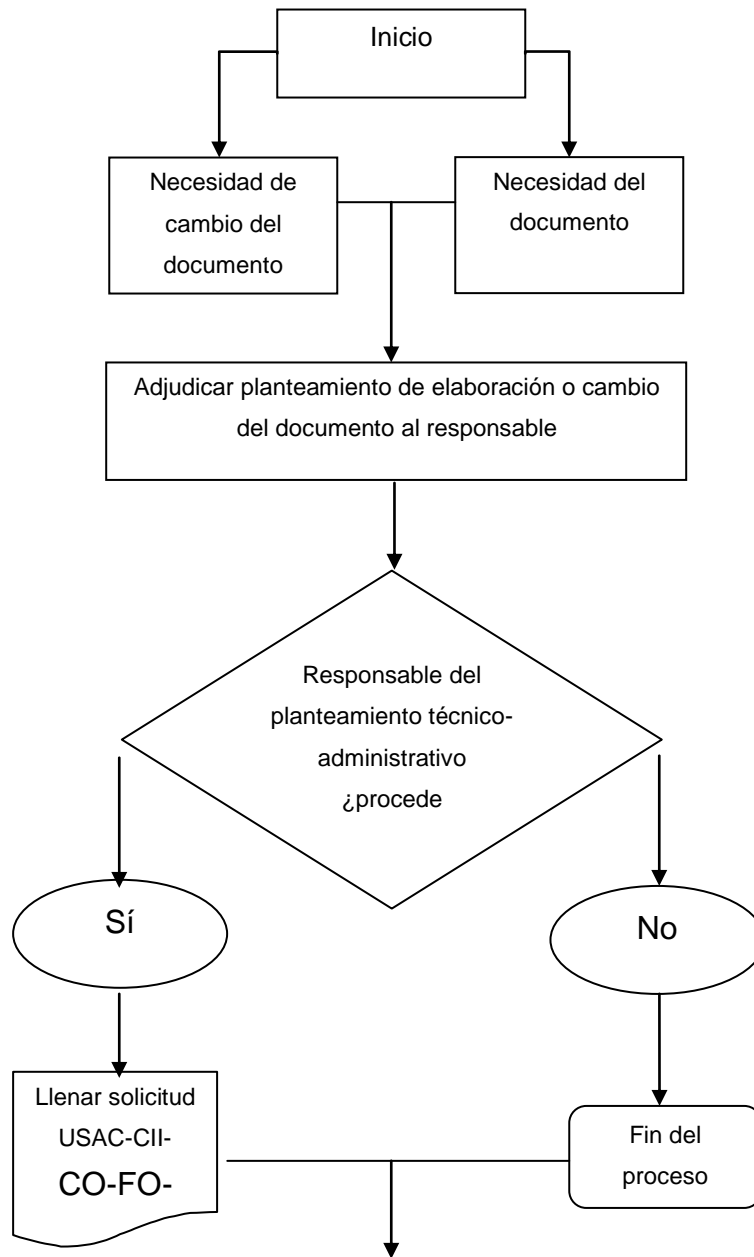 Inicio
Necesidad de
cambio del
documento
Necesidad del
documento
Adjudicar planteamiento de elaboración o cambio
del documento al responsable
Responsable del
planteamiento técnico-
administrativo
¿procede
Sí
No
Llenar solicitud
USAC-CII-
CO-FO-
Fin del
proceso